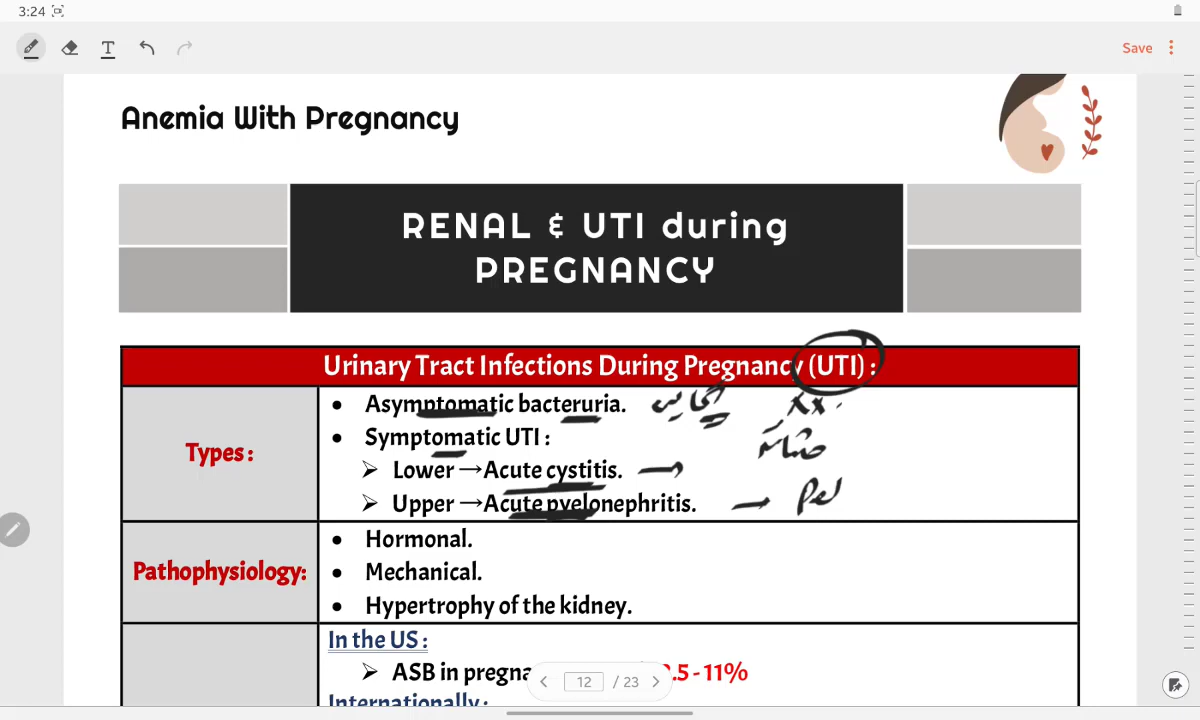 3:24
Save
Anemia With Pregnancy
RENAL & UTI during
PREGNANCY
Urinary Tract Infections During Pregnancy (UTI) :
Types :
• Asymptomatic bacteruria.
• Symptomatic UTI :
➢ Lower →Acute cystitis. →
➢ Upper →Acute pyelonephritis. →
Pathophysiology:
• Hormonal.
• Mechanical.
• Hypertrophy of the kidney.
In the US :
➢ ASB in .5 - 11%
Internationally :
12 / 23